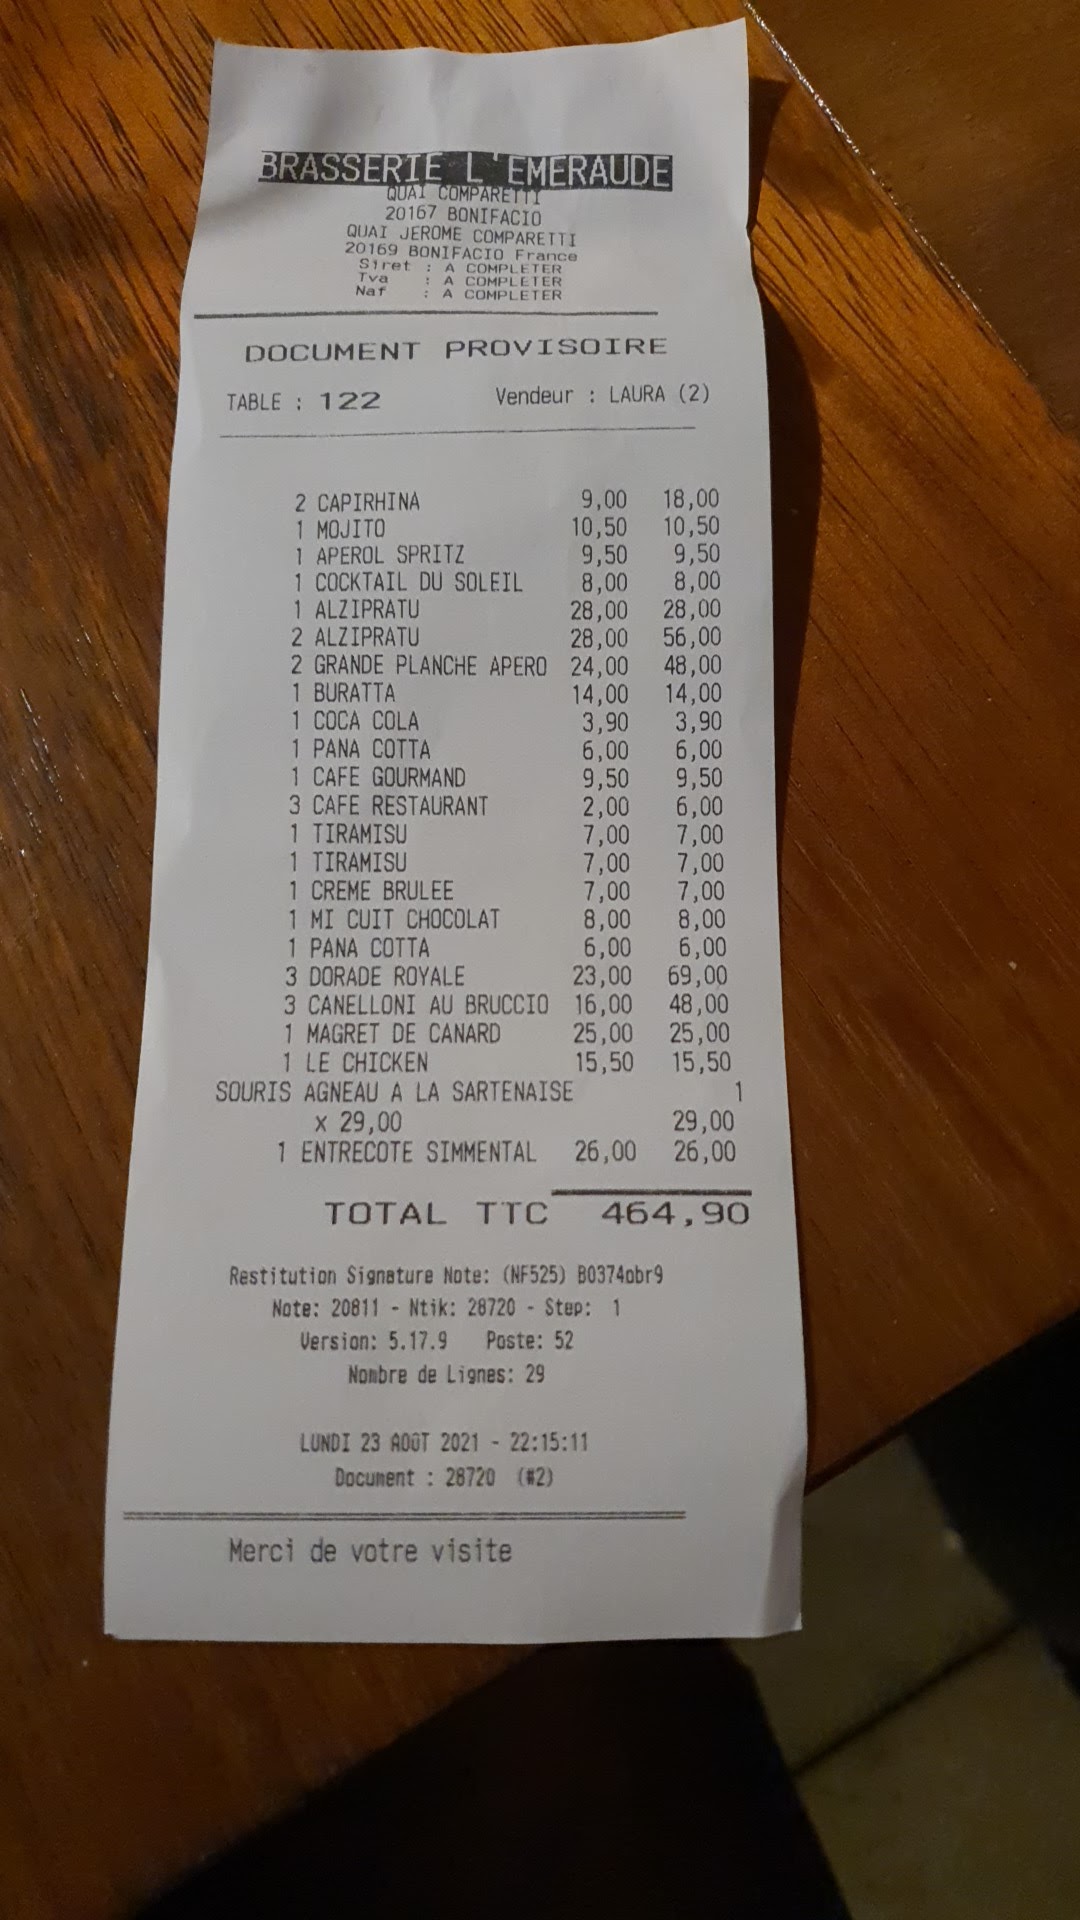 BRASSERIE L'EMERAUDE
QUAI COMPARETTI
20167 BONIFACIO
QUAI JEROME COMPARETTI
20169 BONIFACIO France
Siret : A COMPLETER
Tva : A COMPLETER
Naf : A COMPLETER
DOCUMENT PROVISOIRE
TABLE : 122 Vendeur : LAURA (2)
2 CAPIRHINA 9,00 18,00
1 MOJITO 10,50 10,50
1 APEROL SPRITZ 9,50 9,50
1 COCKTAIL DU SOLEIL 8,00 8,00
1 ALZIPRATU 28,00 28,00
2 ALZIPRATU 28,00 56,00
2 GRANDE PLANCHE APERO 24,00 48,00
1 BURATTA 14,00 14,00
1 COCA COLA 3,90 3,90
1 PANA COTTA 6,00 6,00
1 CAFE GOURMAND 9,50 9,50
3 CAFE RESTAURANT 2,00 6,00
1 TIRAMISU 7,00 7,00
1 TIRAMISU 7,00 7,00
1 CREME BRULEE 7,00 7,00
1 MI CUIT CHOCOLAT 8,00 8,00
1 PANA COTTA 6,00 6,00
3 DORADE ROYALE 23,00 69,00
3 CANELLONI AU BRUCCIO 16,00 48,00
1 MAGRET DE CANARD 25,00 25,00
1 LE CHICKEN 15,50 15,50
SOURIS AGNEAU A LA SARTENAISE 1
x 29,00 29,00
1 ENTRECOTE SIMMENTAL 26,00 26,00
TOTAL TTC 464,90
Restitution Signature Note: (NF525) B0374obr9
Note: 20811 - Ntik: 28720 - Step: 1
Version: 5.17.9 Poste: 52
Nombre de Lignes: 29
LUNDI 23 AOÛT 2021 - 22:15:11
Document : 28720 (#2)
Merci de votre visite